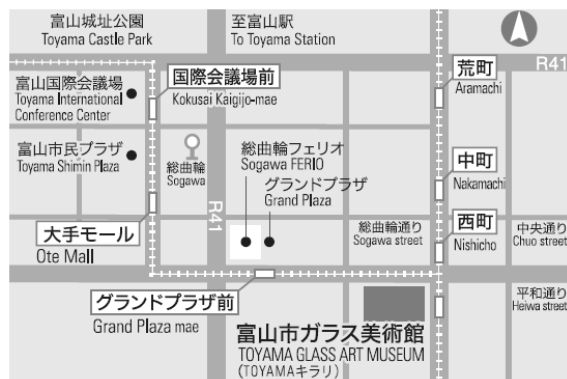 富山城址公園
Toyama Castle Park
至富山駅
To Toyama Station
R41
荒町
Aramachi
富山国際会議場
Toyama International
Conference Center
国際会議場前
Kokusai Kaigijo-mae
富山市民プラザ
Toyama Shimin Plaza
総曲輪
Sogawa
総曲輪フェリオ
Sogawa FERIO
グランドプラザ
Grand Plaza
中町
Nakamachi
R41
大手モール
Ote Mall
総曲輪通り
Sogawa street
西町
Nishicho
中央通り
Chuo street
グランドプラザ前
Grand Plaza mae
平和通り
Heiwa street
富山市ガラス美術館
TOYAMA GLASS ART MUSEUM
(TOYAMAキラリ)